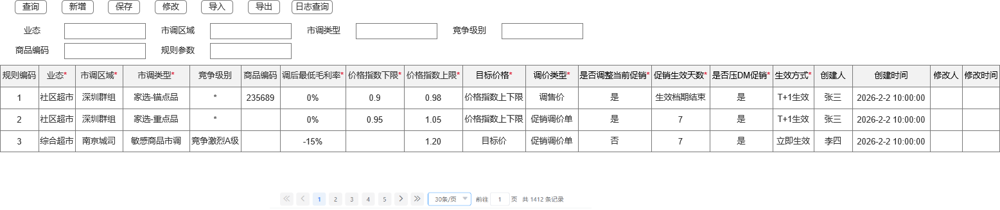 查询 新增 保存 修改 导入 导出 日志查询
业态 市调区域 市调类型 竞争级别
商品编码 规则参数
规则编码 业态* 市调区域* 市调类型* 竞争级别 商品编码 调后最低毛利率* 价格指数下限* 价格指数上限* 目标价格* 调价类型* 是否调整当前促销* 促销生效天数* 是否压DM促销* 生效方式* 创建人 创建时间 修改人 修改时间
1 社区超市 深圳群组 家选-锚点品 * 235689 0% 0.9 0.98 价格指数上下限 调售价 是 生效档期结束 是 T+1生效 张三 2026-2-2 10:00:00
2 社区超市 深圳群组 家选-重点品 * 0% 0.95 1.05 价格指数上下限 促销调价单 是 7 是 T+1生效 张三 2026-2-2 10:00:00
3 综合超市 南京城司 敏感商品市调 竞争激烈A级 -15% 1.20 目标价 促销调价单 否 7 是 立即生效 李四 2026-2-2 10:00:00
1 2 3 4 5 30条/页 前往 1 页 共 1412 条记录